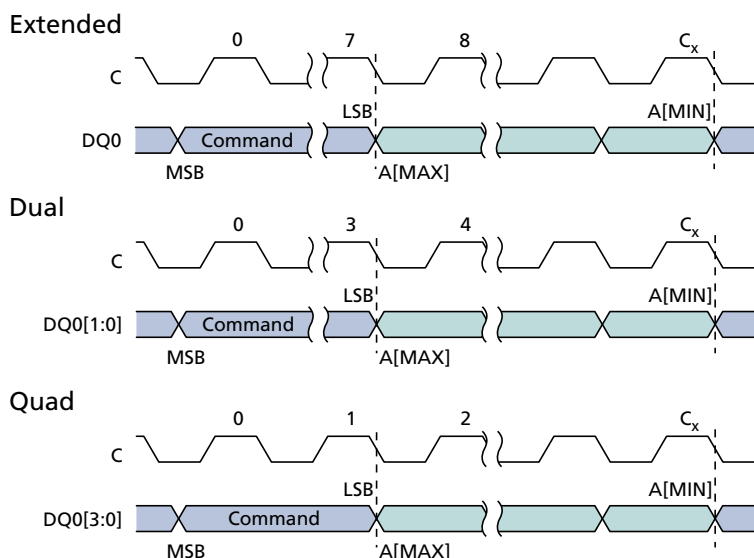 Extended
0 7 8 Cx
C
LSB A[MIN]
DQ0 Command
MSB A[MAX]
Dual
0 3 4 Cx
C
LSB A[MIN]
DQ0[1:0] Command
MSB A[MAX]
Quad
0 1 2 Cx
C
LSB A[MIN]
DQ0[3:0] Command
MSB A[MAX]